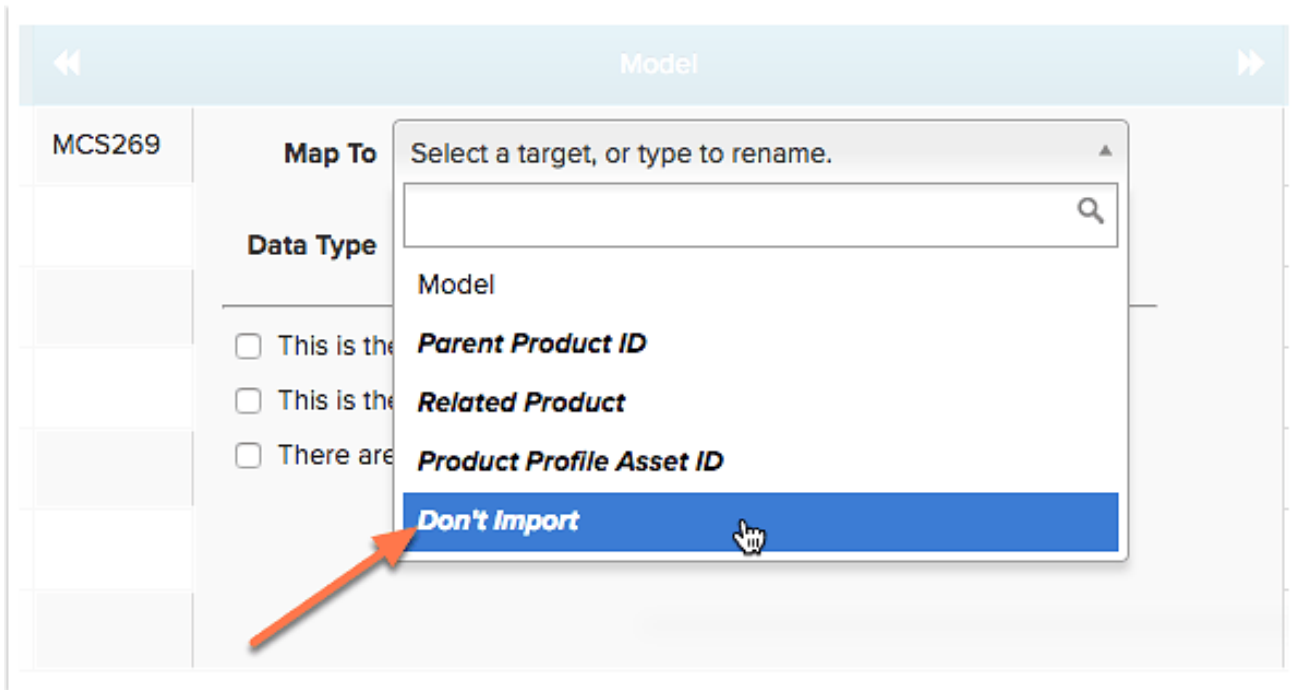 Model
MCS269
Map To
Select a target, or type to rename.
Data Type
Model
Parent Product ID
This is the
Related Product
This is the
Product Profile Asset ID
There are
Don't Import